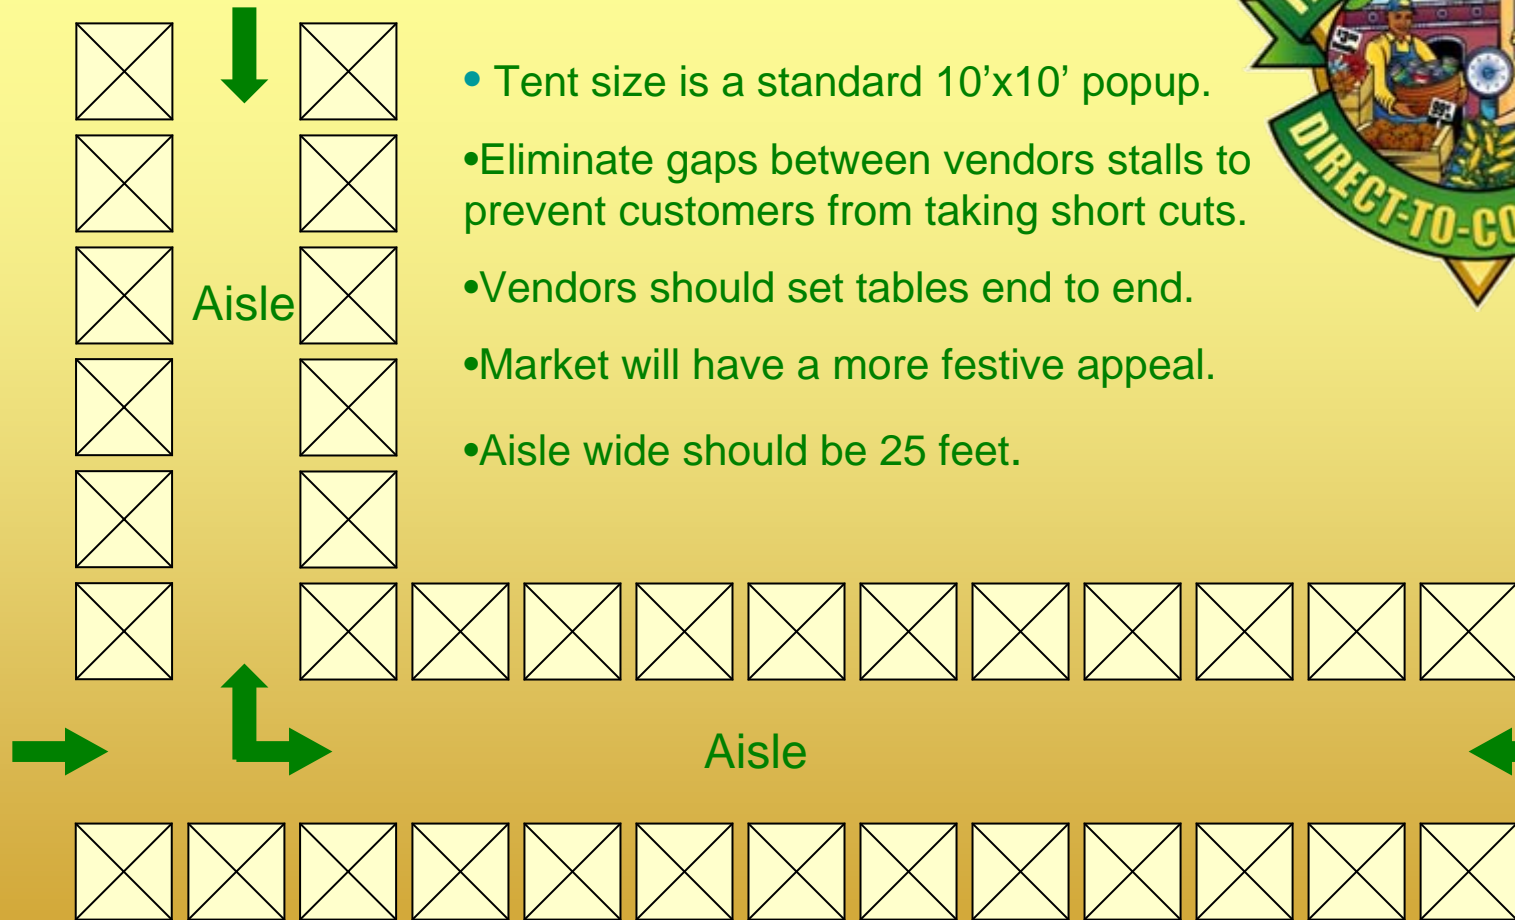 • Tent size is a standard 10’x10’ popup.
•Eliminate gaps between vendors stalls to
prevent customers from taking short cuts.
•Vendors should set tables end to end.
•Market will have a more festive appeal.
•Aisle wide should be 25 feet.
Aisle
Aisle
DIRECT-TO-CO
99¢